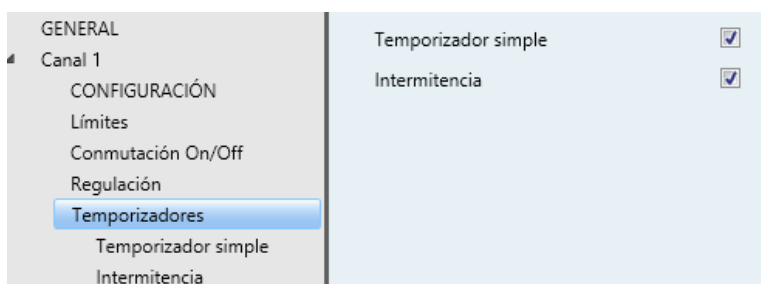 GENERAL
Canal 1
CONFIGURACIÓN
Límites
Conmutación On/Off
Regulación
Temporizadores
Temporizador simple
Intermitencia
Temporizador simple
Intermitencia